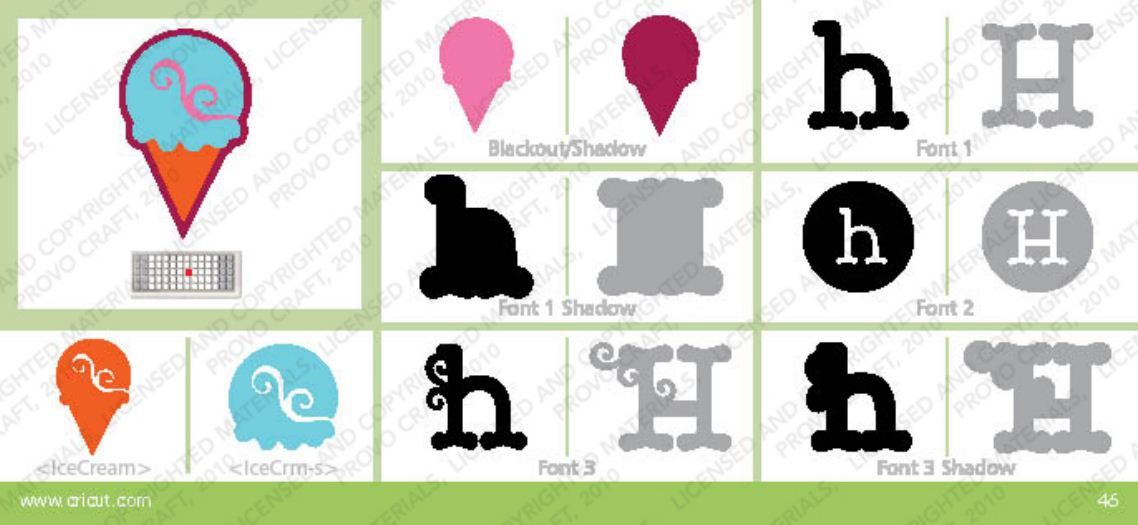 Blackout/Shadow
h H
Font 1
Font 1 Shadow
h H
Font 2
<IceCream> <IceCrm-s>
h H
Font 3
h H
Font 3 Shadow
www.cricut.com 46
LICENSED AND COPYRIGHTED MATERIALS,
PROVO CRAFT, 2010